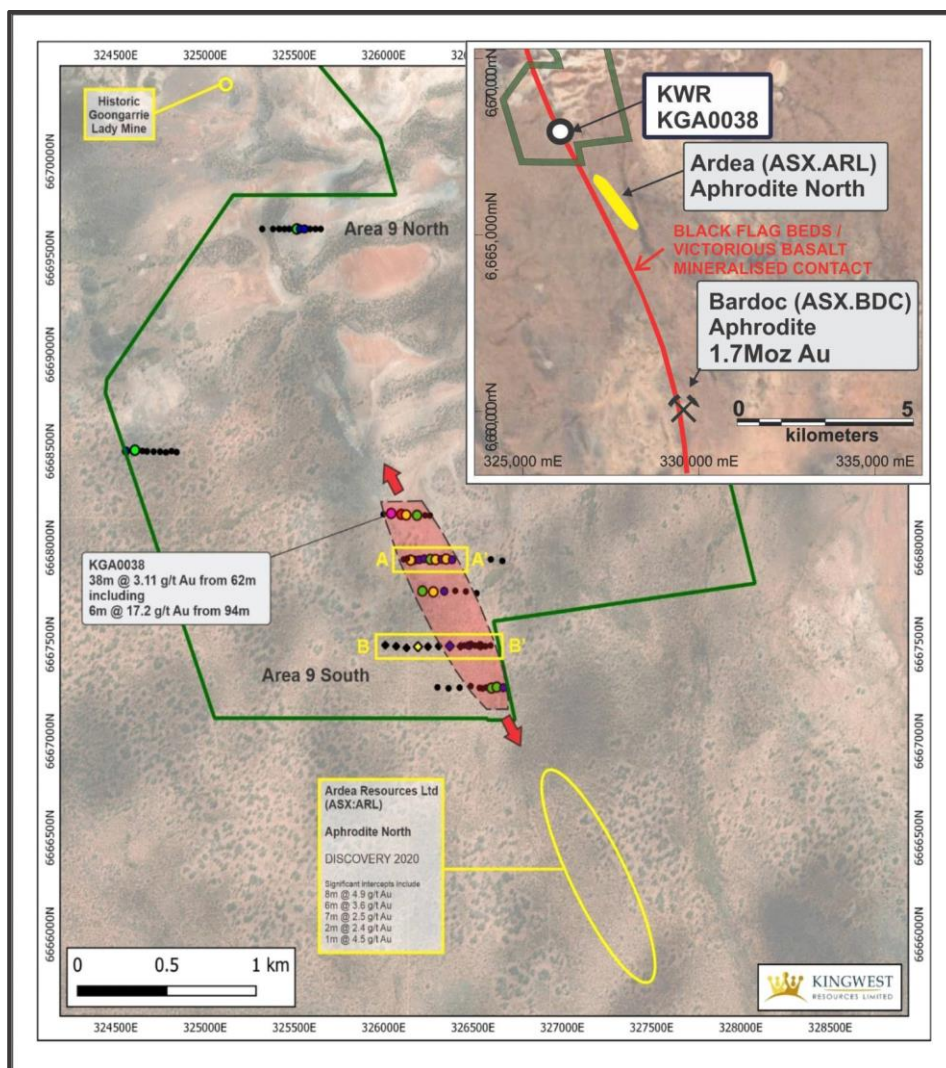 324500E 325000E 325500E 326000E 326
Historic
Goongarrie
Lady Mine
6670000N
6669500N
6669000N
6668500N
6668000N
6667500N
6667000N
6666500N
6666000N
Area 9 North
KWR
KGA0038
Ardea (ASX.ARL)
Aphrodite North
BLACK FLAG BEDS /
VICTORIOUS BASALT
MINERALISED CONTACT
Bardoc (ASX.BDC)
Aphrodite
1.7Moz Au
0 5
kilometers
6,670,000mN
6,665,000mN
6,660,000mN
325,000 mE 330,000 mE 335,000 mE
KGA0038
38m @ 3.11 g/t Au from 62m
including
6m @ 17.2 g/t Au from 94m
A A'
B B'
Area 9 South
Ardea Resources Ltd
(ASX:ARL)
Aphrodite North
DISCOVERY 2020
Significant intercepts include
8m @ 4.9 g/t Au
6m @ 3.6 g/t Au
7m @ 2.5 g/t Au
2m @ 2.4 g/t Au
1m @ 4.5 g/t Au
6668000N
6667500N
6667000N
6666500N
6666000N
0 0.5 1 km
KINGWEST
RESOURCES LIMITED
324500E 325000E 325500E 326000E 326500E 327000E 327500E 328000E 328500E